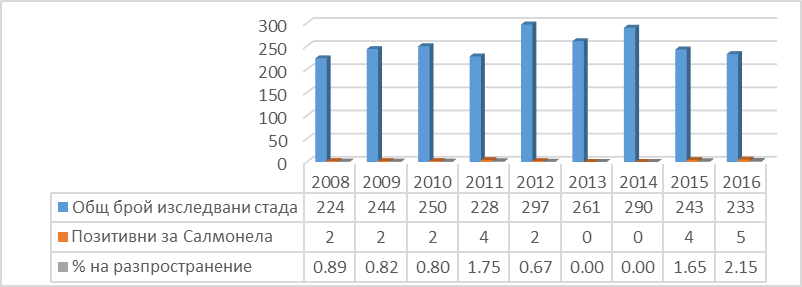 300
250
200
150
100
50
0
2008 2009 2010 2011 2012 2013 2014 2015 2016
Общ брой изследвани стада 224 244 250 228 297 261 290 243 233
Позитивни за Салмонела 2 2 2 4 2 0 0 4 5
% на разпространение 0.89 0.82 0.80 1.75 0.67 0.00 0.00 1.65 2.15